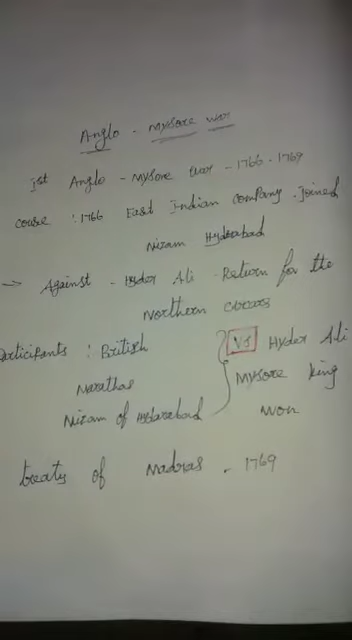 Anglo - Mysore war
1st Anglo - Mysore war - 1766 - 1769
course : 1766 East Indian company joined
Nizam Hyderabad
→ Against - Hyder Ali - Return for the
Northern circars
Participants : British
Marathas
Nizam of Hyderabad
VS Hyder Ali
Mysore king
won
treaty of Madras - 1769